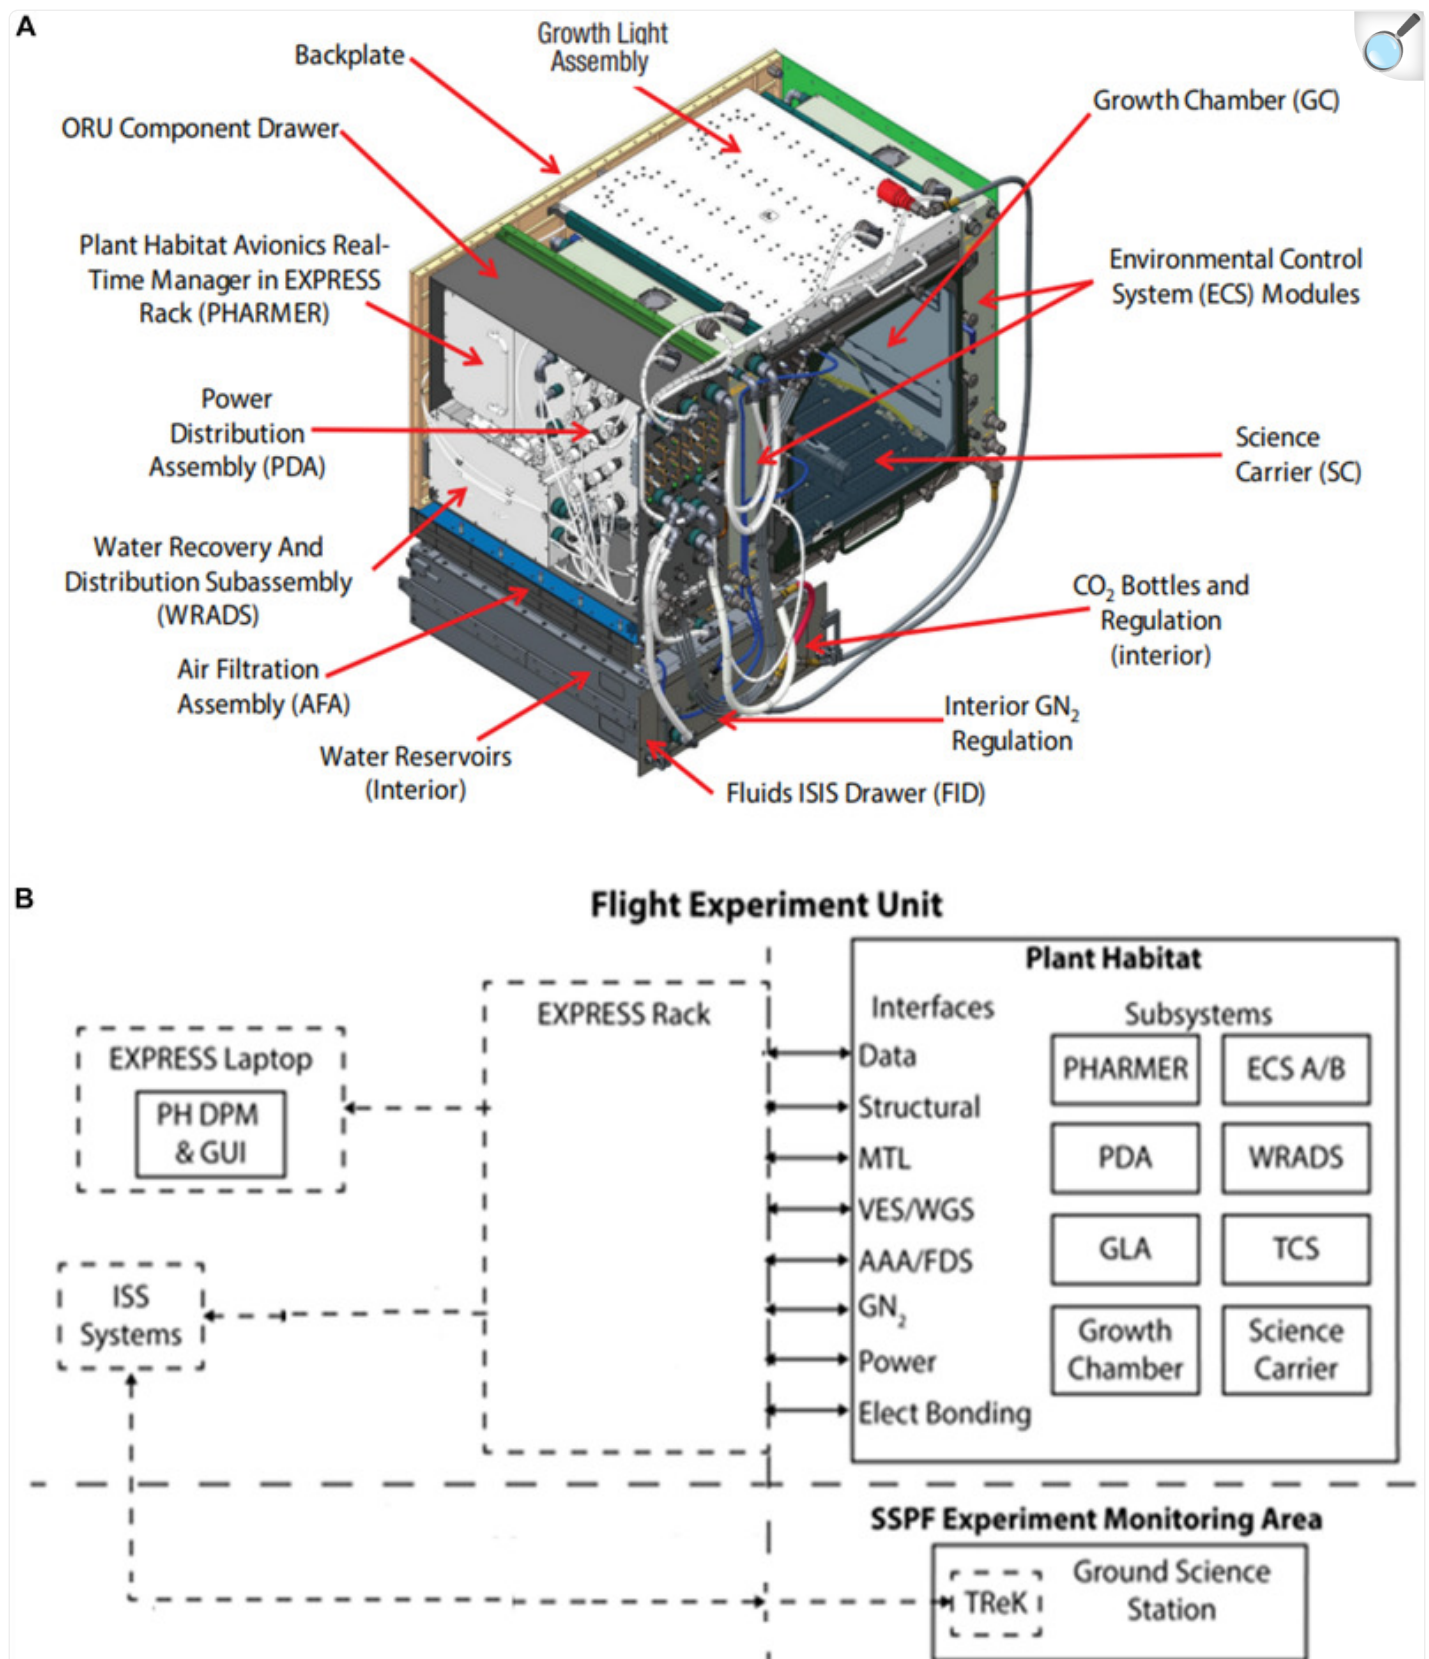 A
Growth Light
Assembly
Backplate
Growth Chamber (GC)
ORU Component Drawer
Plant Habitat Avionics Real-
Time Manager in EXPRESS
Rack (PHARMER)
Environmental Control
System (ECS) Modules
Power
Distribution
Assembly (PDA)
Science
Carrier (SC)
Water Recovery And
Distribution Subassembly
(WRADS)
CO₂ Bottles and
Regulation
(interior)
Air Filtration
Assembly (AFA)
Interior GN₂
Regulation
Water Reservoirs
(Interior)
Fluids ISIS Drawer (FID)
B
Flight Experiment Unit
Plant Habitat
EXPRESS Rack
Interfaces
Subsystems
EXPRESS Laptop
PH DPM
& GUI
Data
Structural
MTL
VES/WGS
AAA/FDS
GN₂
Power
Elect Bonding
PHARMER
ECS A/B
PDA
WRADS
GLA
TCS
Growth
Chamber
Science
Carrier
ISS
Systems
SSPF Experiment Monitoring Area
TReK
Ground Science
Station